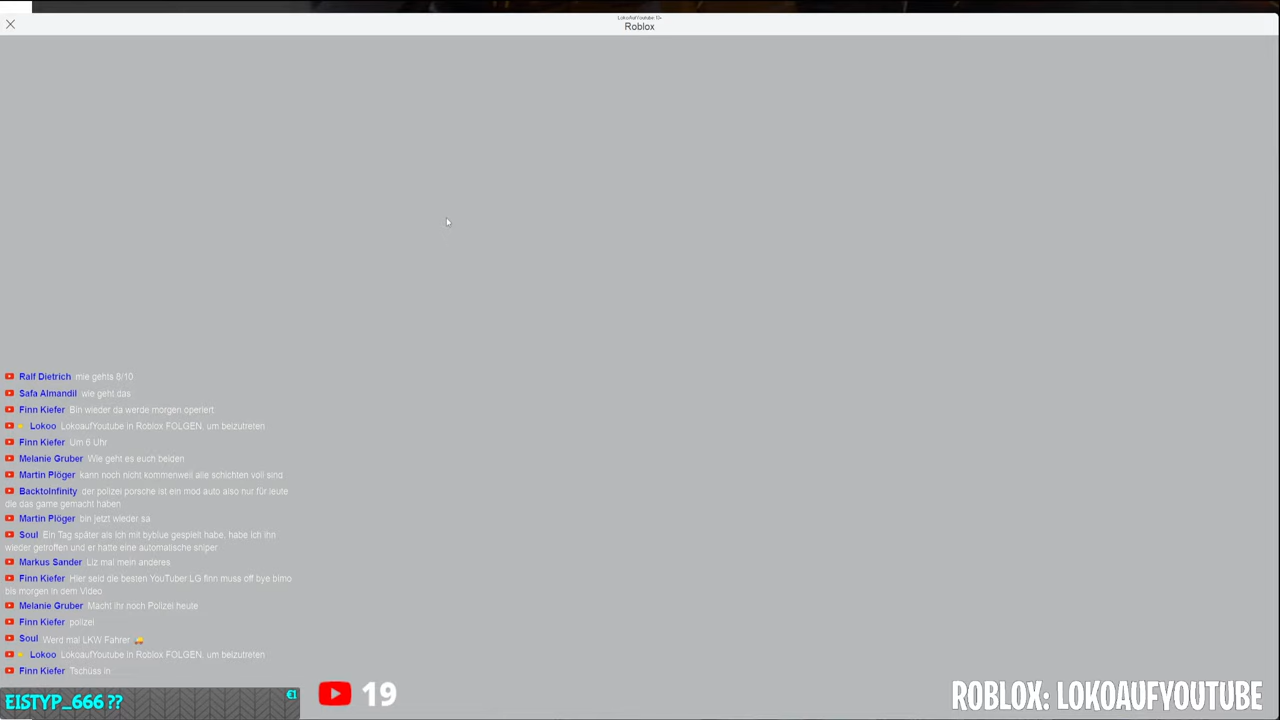 Roblox
Ralf Dietrich mie gehts 8/10
Safa Almandil wie geht das
Finn Kiefer Bin wieder da werde morgen operiert
Lokoo LokoaufYoutube in Roblox FOLGEN, um beizutreten
Finn Kiefer Um 6 Uhr
Melanie Gruber Wie geht es euch beiden
Martin Plöger kann noch nicht kommenweil alle schichten voll sind
BacktoInfinity der polizei porsche ist ein mod auto also nur für leute
die das game gemacht haben
Martin Plöger bin jetzt wieder sa
Soul Ein Tag später als ich mit byblue gespielt habe, habe ich ihn
wieder getroffen und er hatte eine automatische sniper
Markus Sander Liz mal mein anderes
Finn Kiefer Hier seid die besten YouTuber LG finn muss off bye bimo
bis morgen in dem Video
Melanie Gruber Macht ihr noch Polizei heute
Finn Kiefer polizei
Soul Werd mal LKW Fahrer
Lokoo LokoaufYoutube in Roblox FOLGEN, um beizutreten
Finn Kiefer Tschüss in
EISTYP_666 ??
€1
19
ROBLOX: LOKOAUFYOUTUBE